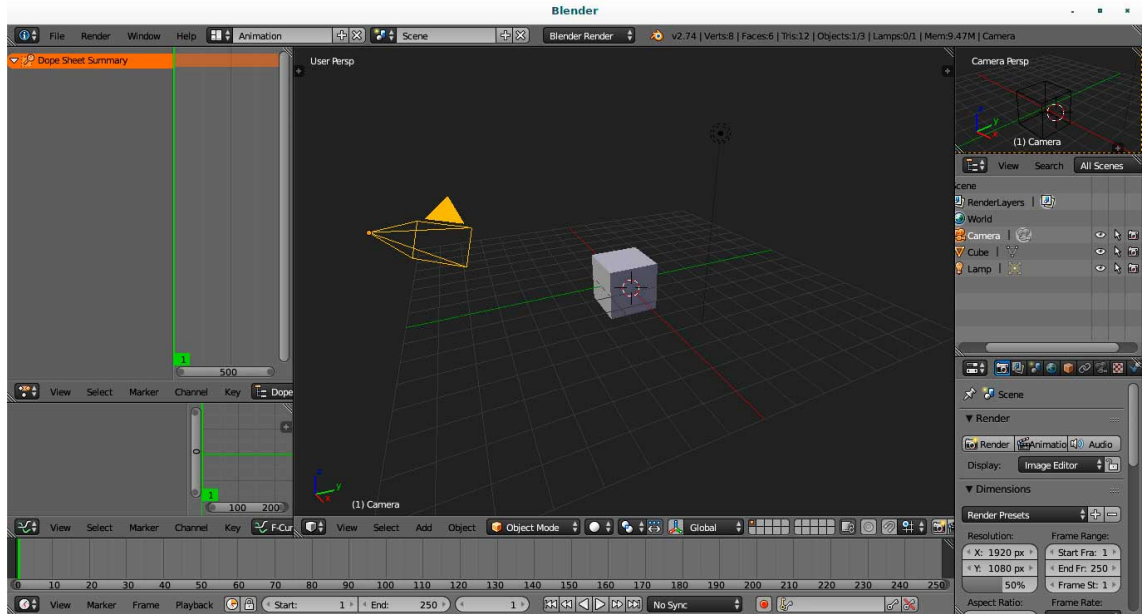 Blender
File Render Window Help Animation Scene Blender Render v2.74 | Verts:8 | Faces:6 | Tris:12 | Objects:1/3 | Lamps:0/1 | Mem:9.47M | Camera
Dope Sheet Summary
1
500
View Select Marker Channel Key Dope
0
1
100 200
View Select Marker Channel Key F-Cur
User Persp
z
y
x
(1) Camera
View Select Add Object Object Mode Global
Camera Persp
z
y
x
(1) Camera
View Search All Scenes
cene
RenderLayers |
World
Camera |
Cube |
Lamp |
Scene
Render
Render Animatio Audio
Display: Image Editor
Dimensions
Render Presets
Resolution: Frame Range:
X: 1920 px Start Fra: 1
Y: 1080 px End Fr: 250
50% Frame St: 1
Aspect Ratio: Frame Rate:
0 10 20 30 40 50 60 70 80 90 100 110 120 130 140 150 160 170 180 190 200 210 220 230 240 250
View Marker Frame Playback Start: 1 End: 250 1 No Sync